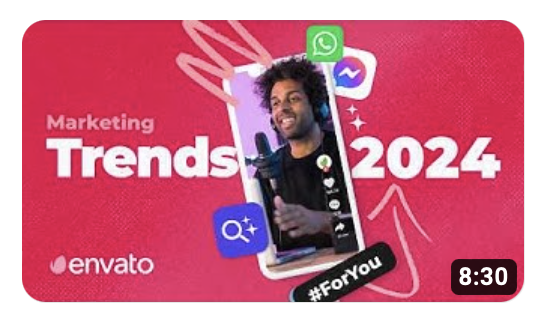 Marketing
Trends 2024
envato
#ForYou
8:30